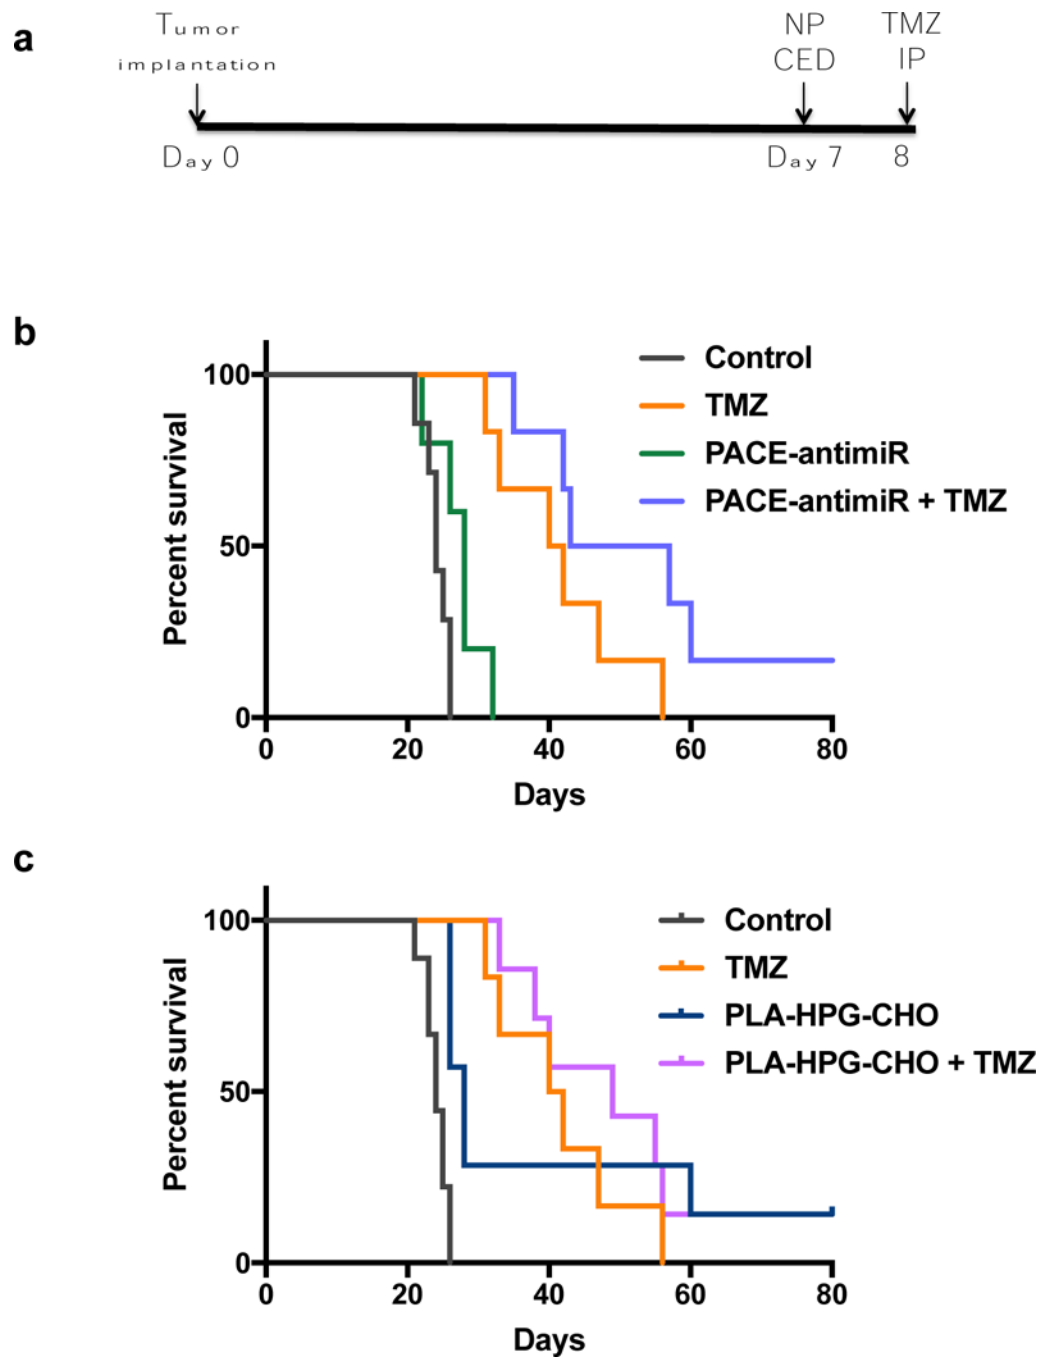 a
Tumor
implantation
NP
CED
TMZ
IP
Day 0
Day 7
8
b
Percent survival
100
50
0
0
20
40
60
80
Days
Control
TMZ
PACE-antimiR
PACE-antimiR + TMZ
c
Percent survival
100
50
0
0
20
40
60
80
Days
Control
TMZ
PLA-HPG-CHO
PLA-HPG-CHO + TMZ